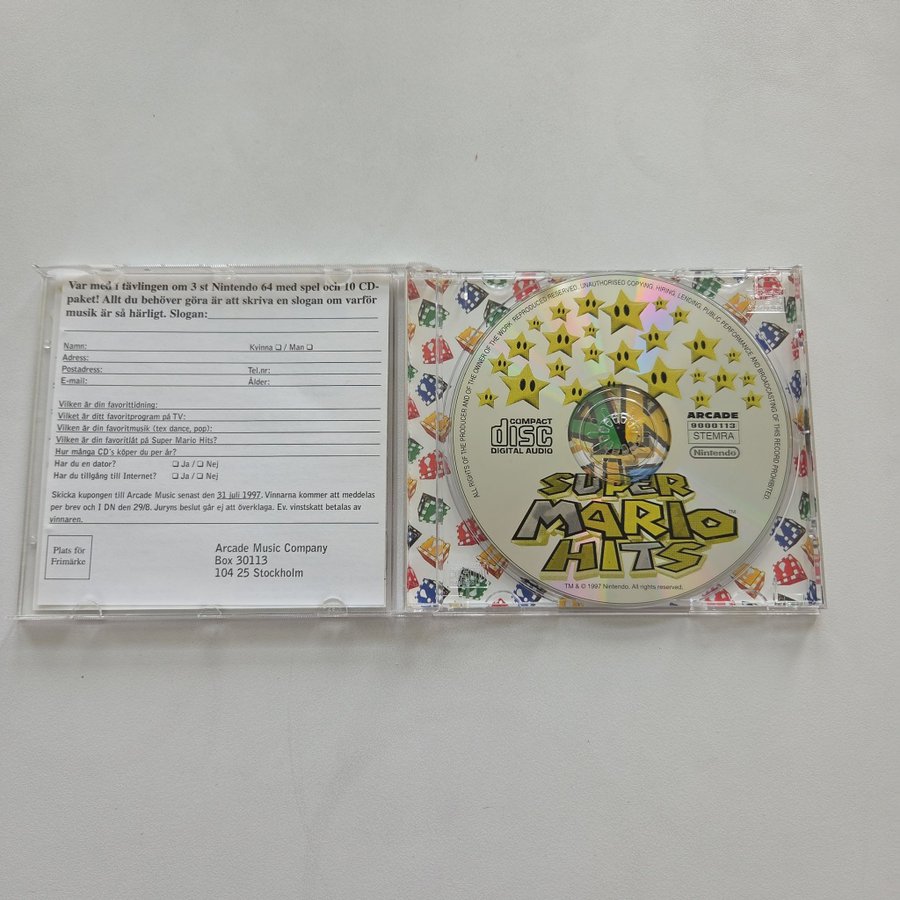 Var med i tävlingen om 3 st Nintendo 64 med spel och 10 CD-
paket! Allt du behöver göra är att skriva en slogan om varför
musik är så härligt. Slogan:
Namn: Kvinna ❑ / Man ❑
Adress:
Postadress: Tel.nr:
E-mail: Ålder:
Vilken är din favorittidning:
Vilket är ditt favoritprogram på TV:
Vilken är din favoritmusik (tex dance, pop):
Vilken är din favoritlåt på Super Mario Hits?
Hur många CD´s köper du per år?
Har du en dator? ❑ Ja / ❑ Nej
Har du tillgång till Internet? ❑ Ja / ❑ Nej
Skicka kupongen till Arcade Music senast den 31 juli 1997. Vinnarna kommer att meddelas
per brev och I DN den 29/8. Juryns beslut går ej att överklaga. Ev. vinstskatt betalas av
vinnaren.
Plats för
Frimärke
Arcade Music Company
Box 30113
104 25 Stockholm
ALL RIGHTS OF THE PRODUCER AND OF THE OWNER OF THE WORK REPRODUCED RESERVED. UNAUTHORISED COPYING, HIRING, LENDING, PUBLIC PERFORMANCE AND BROADCASTING OF THIS RECORD PROHIBITED.
COMPACT
disc
DIGITAL AUDIO
ARCADE
9000113
STEMRA
Nintendo
SUPER
MARIO™
HITS
TM & © 1997 Nintendo. All rights reserved.